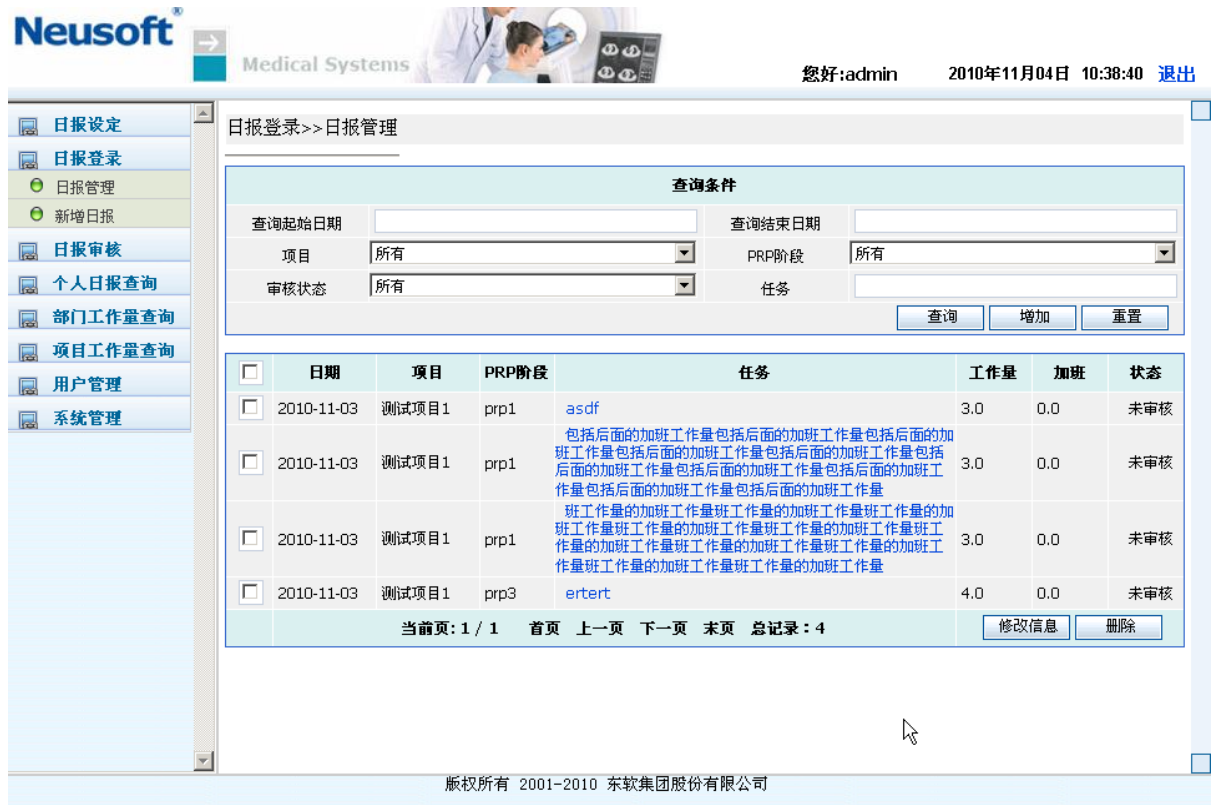 Neusoft®
Medical Systems
您好:admin 2010年11月04日 10:38:40 退出
日报设定
日报登录
日报管理
新增日报
日报审核
个人日报查询
部门工作量查询
项目工作量查询
用户管理
系统管理
日报登录>>日报管理
查询条件
查询起始日期 查询结束日期
项目 所有 PRP阶段 所有
审核状态 所有 任务
查询 增加 重置
日期 项目 PRP阶段 任务 工作量 加班 状态
2010-11-03 测试项目1 prp1 asdf 3.0 0.0 未审核
包括后面的加班工作量包括后面的加班工作量包括后面的加
班工作量包括后面的加班工作量包括后面的加班工作量包括
2010-11-03 测试项目1 prp1 3.0 0.0 未审核
后面的加班工作量包括后面的加班工作量包括后面的加班工
作量包括后面的加班工作量包括后面的加班工作量
班工作量的加班工作量班工作量的加班工作量班工作量的加
班工作量班工作量的加班工作量班工作量的加班工作量班工
2010-11-03 测试项目1 prp1 3.0 0.0 未审核
作量的加班工作量班工作量的加班工作量班工作量的加班工
作量班工作量的加班工作量班工作量的加班工作量
2010-11-03 测试项目1 prp3 ertert 4.0 0.0 未审核
当前页:1 / 1 首页 上一页 下一页 末页 总记录：4 修改信息 删除
版权所有 2001-2010 东软集团股份有限公司